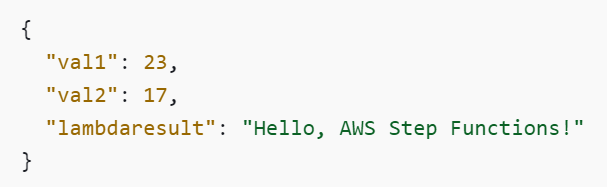 {
"val1": 23,
"val2": 17,
"lambdaresult": "Hello, AWS Step Functions!"
}